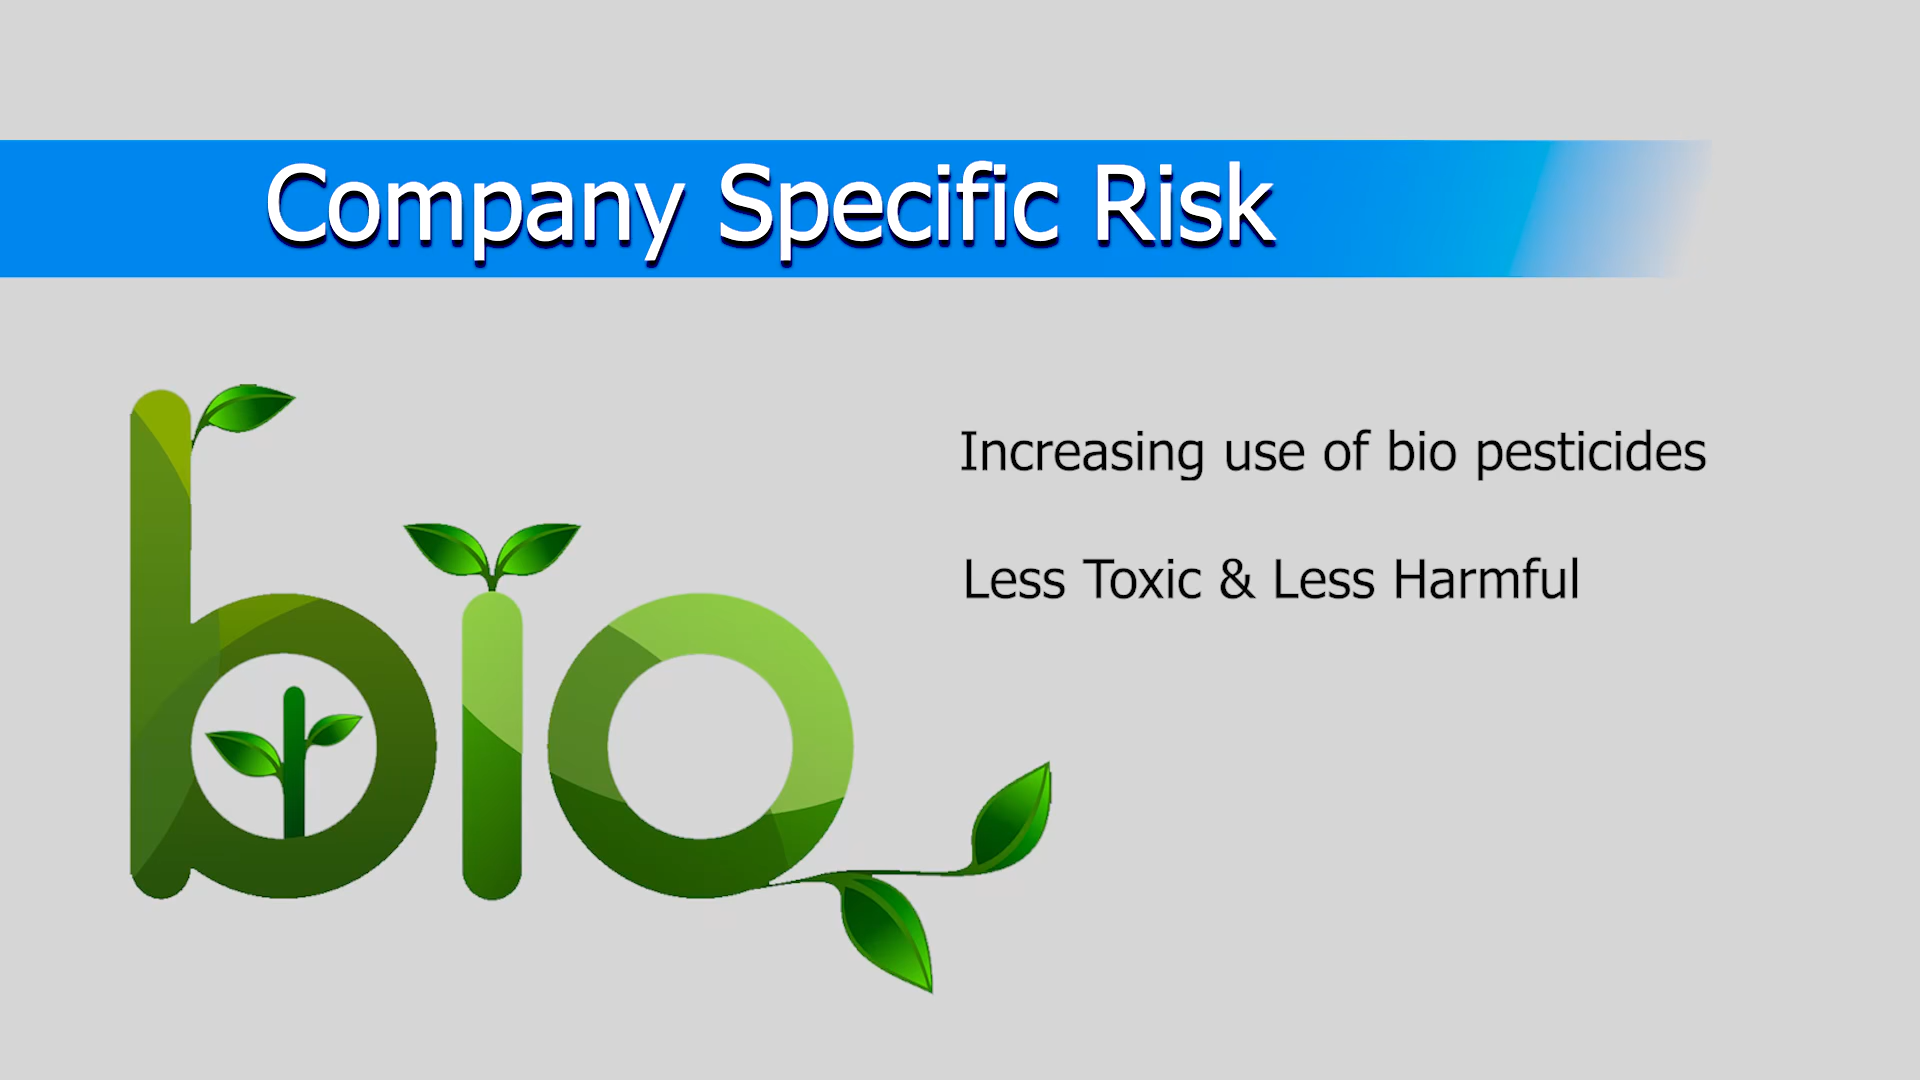 Company Specific Risk
bio
Increasing use of bio pesticides
Less Toxic & Less Harmful